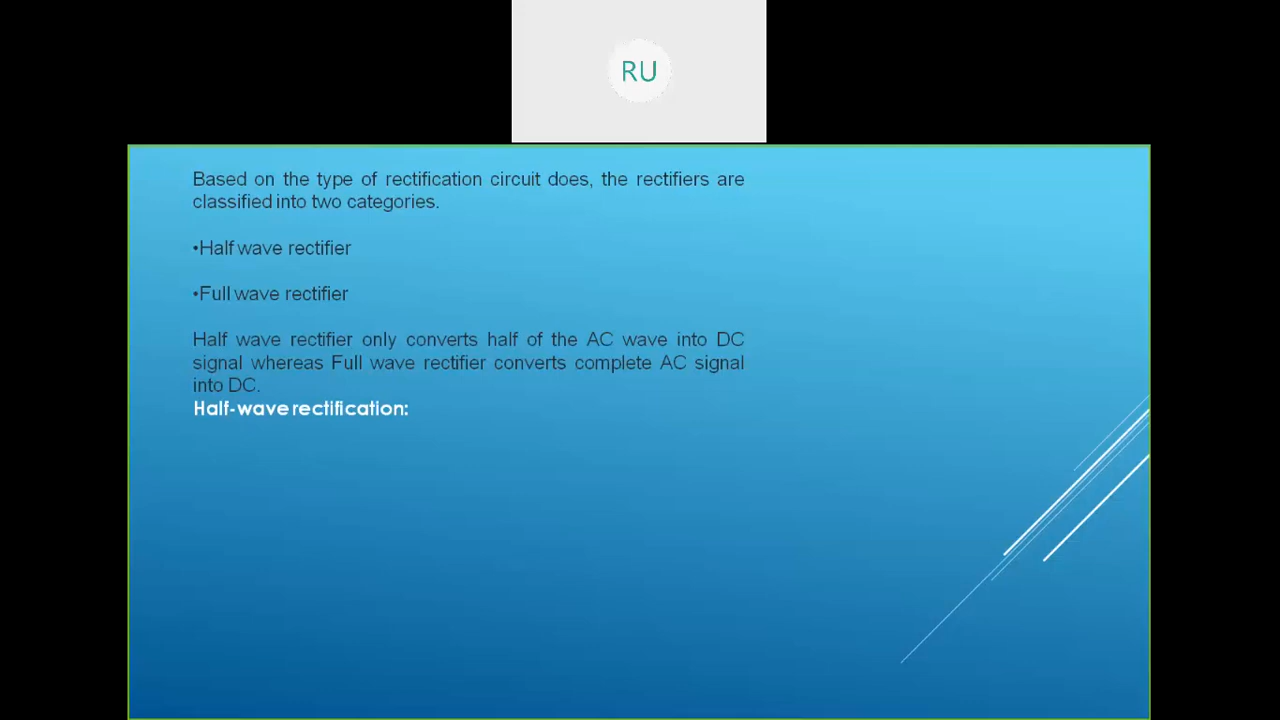 RU
Based on the type of rectification circuit does, the rectifiers are
classified into two categories.
•Half wave rectifier
•Full wave rectifier
Half wave rectifier only converts half of the AC wave into DC
signal whereas Full wave rectifier converts complete AC signal
into DC.
Half-wave rectification: